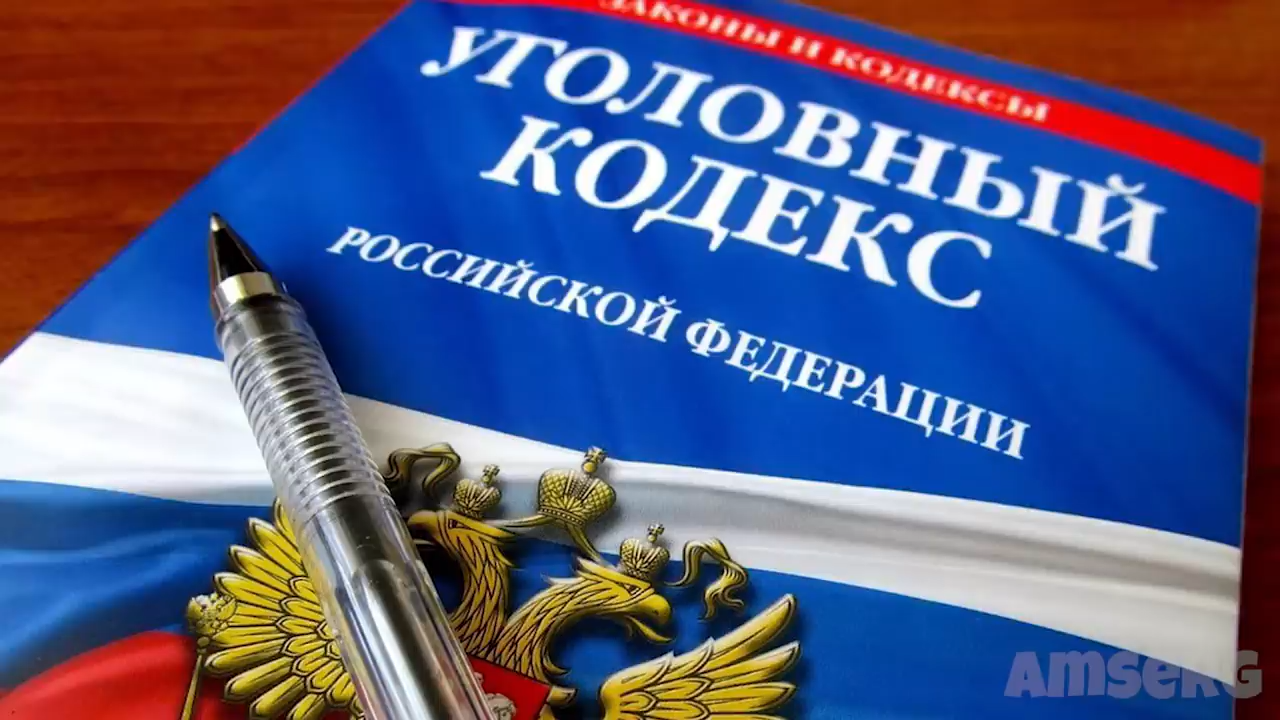 ЗАКОНЫ И КОДЕКСЫ
УГОЛОВНЫЙ
КОДЕКС
РОССИЙСКОЙ ФЕДЕРАЦИИ
AMSERG